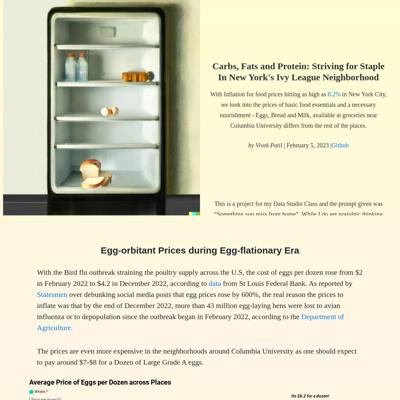 Carbs, Fats and Protein: Striving for Staple
In New York's Ivy League Neighborhood
With Inflation for food prices hitting as high as 8.2% in New York City,
we look into the prices of basic food essentials and a necessary
nourishment - Eggs, Bread and Milk, available at groceries near
Columbia University differs from the rest of the places.
by Vivek Patil | February 5, 2023 |Github
This is a project for my Data Studio Class and the prompt given was
"Something you miss from home". While I do get nostalgic thinking
Egg-orbitant Prices during Egg-flationary Era
With the Bird flu outbreak straining the poultry supply across the U.S, the cost of eggs per dozen rose from $2
in February 2022 to $4.2 in December 2022, according to data from St Louis Federal Bank. As reported by
Statesmen over debunking social media posts that egg prices rose by 600%, the real reason the prices to
inflate was that by the end of December 2022, more than 43 million egg-laying hens were lost to avian
influenza or to depopulation since the outbreak began in February 2022, according to the Department of
Agriculture.
The prices are even more expensive in the neighborhoods around Columbia University as one should expect
to pay around $7-$8 for a Dozen of Large Grade A eggs.
Average Price of Eggs per Dozen across Places
Its $8.2 for a dozen!